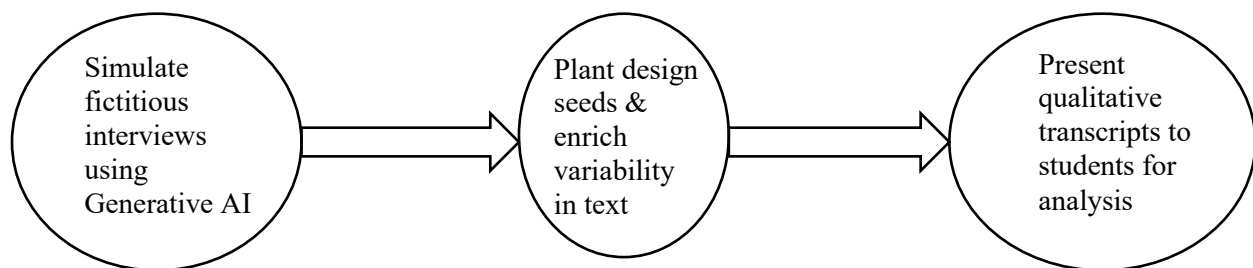 Simulate
fictitious
interviews
using
Generative AI
Plant design
seeds &
enrich
variability
in text
Present
qualitative
transcripts to
students for
analysis